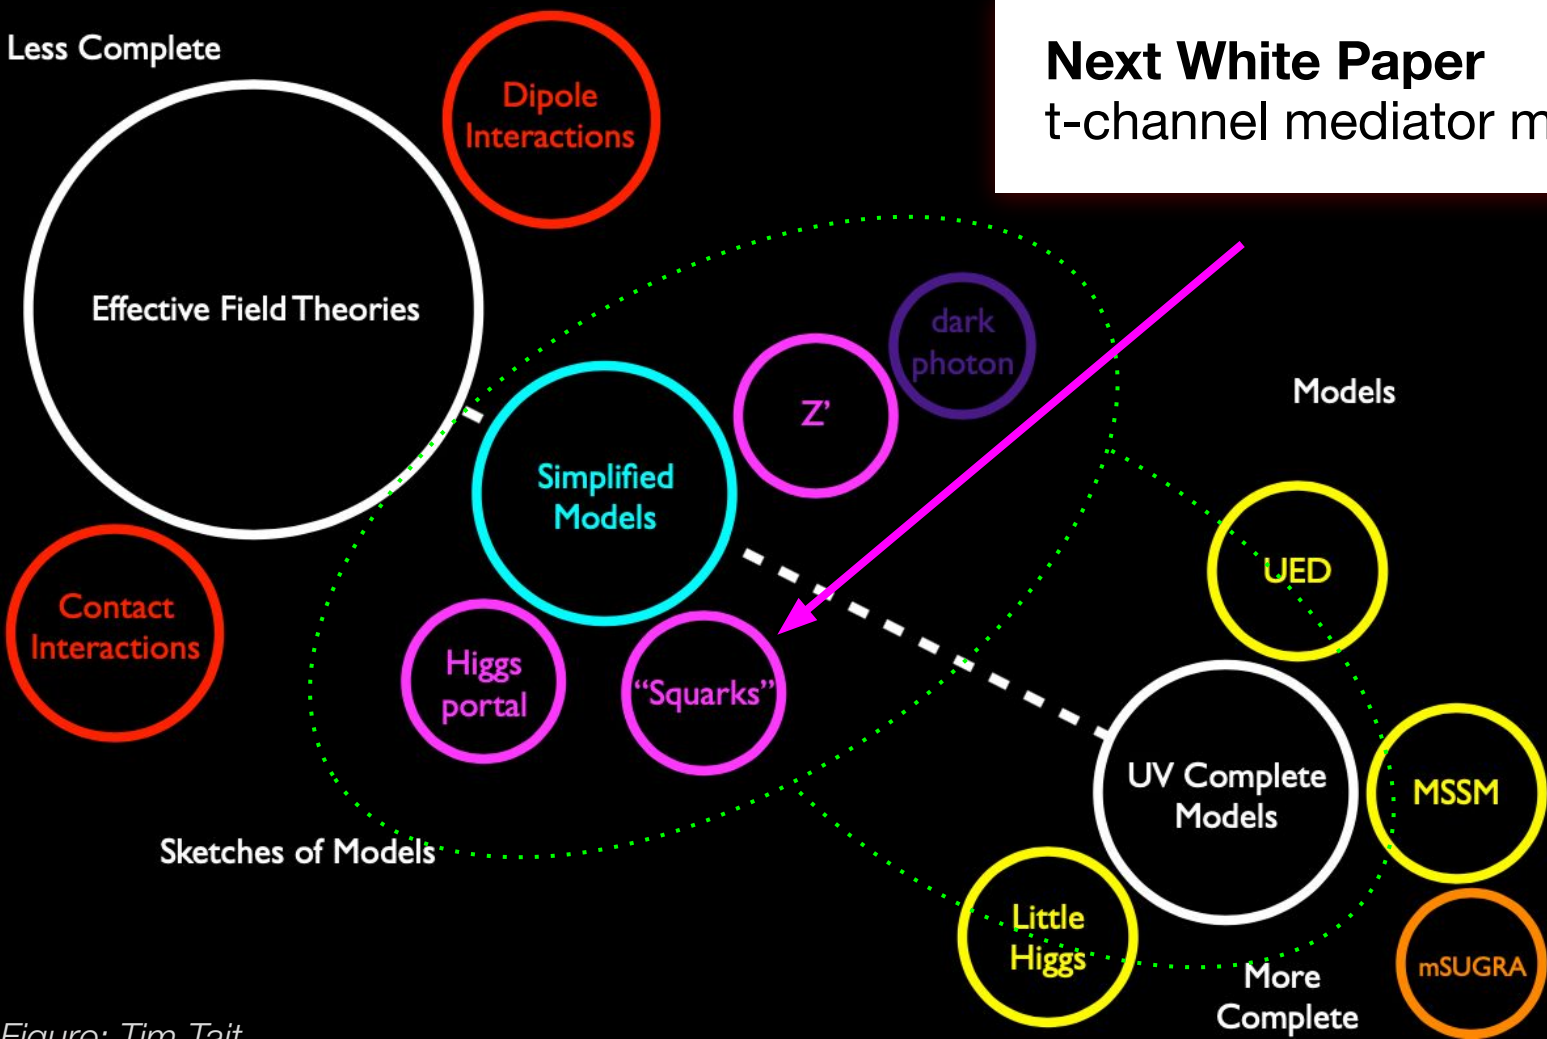 Less Complete
Dipole
Interactions
Next White Paper
t-channel mediator
Effective Field Theories
dark
photon
Z’
Models
Simplified
Models
UED
Contact
Interactions
Higgs
portal
“Squarks”
UV Complete
Models
MSSM
Sketches of Models
Little
Higgs
More
Complete
mSUGRA
Figure: Tim Tait